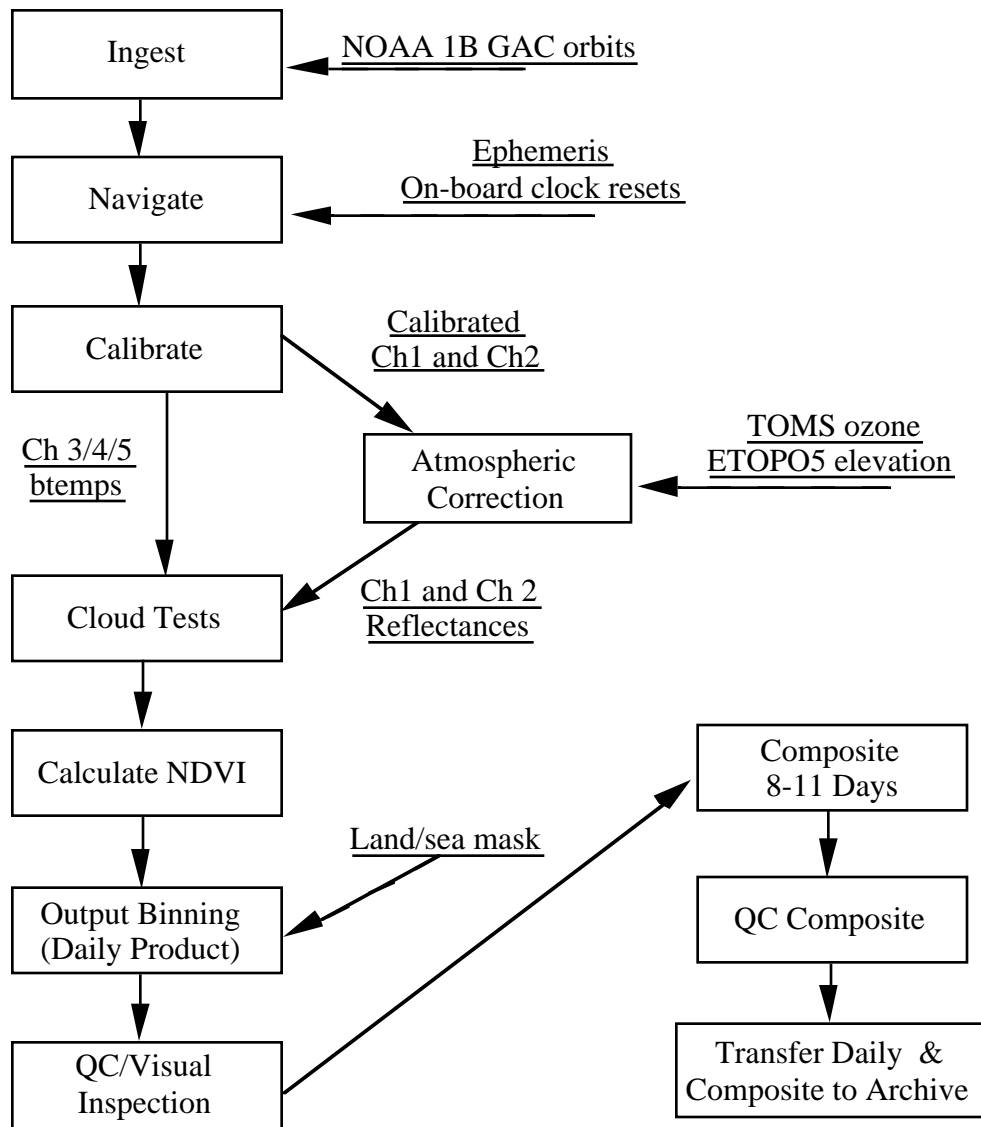 Ingest
NOAA 1B GAC orbits
Navigate
Ephemeris
On-board clock resets
Calibrate
Calibrated
Ch1 and Ch2
Ch 3/4/5
btemps
Atmospheric
Correction
TOMS ozone
ETOPO5 elevation
Cloud Tests
Ch1 and Ch 2
Reflectances
Calculate NDVI
Land/sea mask
Output Binning
(Daily Product)
QC/Visual
Inspection
Composite
8-11 Days
QC Composite
Transfer Daily &
Composite to Archive